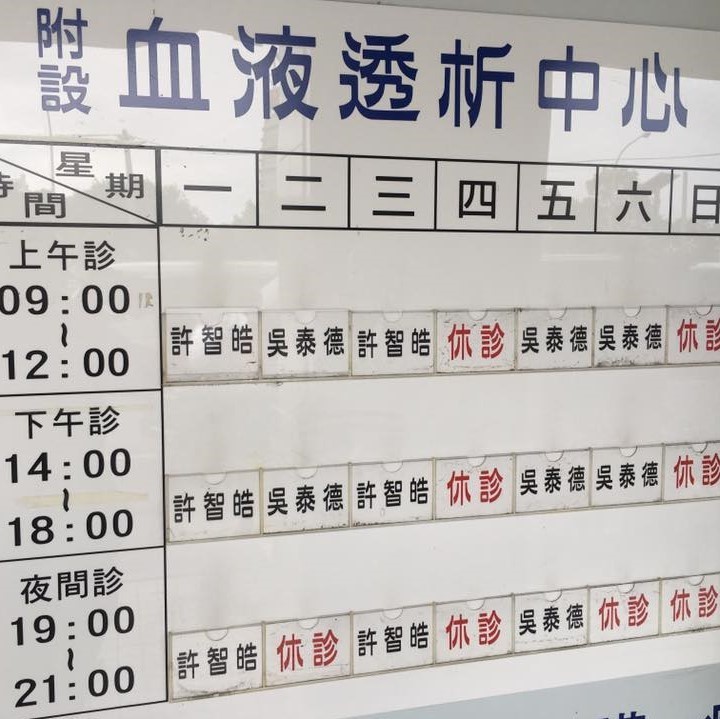 附設血液透析中心
星期
時間
一 二 三 四 五 六 日
上午診
09:00
~
12:00
許智皓 吳泰德 許智皓 休診 吳泰德 吳泰德 休診
下午診
14:00
~
18:00
許智皓 吳泰德 許智皓 休診 吳泰德 吳泰德 休診
夜間診
19:00
~
21:00
許智皓 休診 許智皓 休診 吳泰德 休診 休診